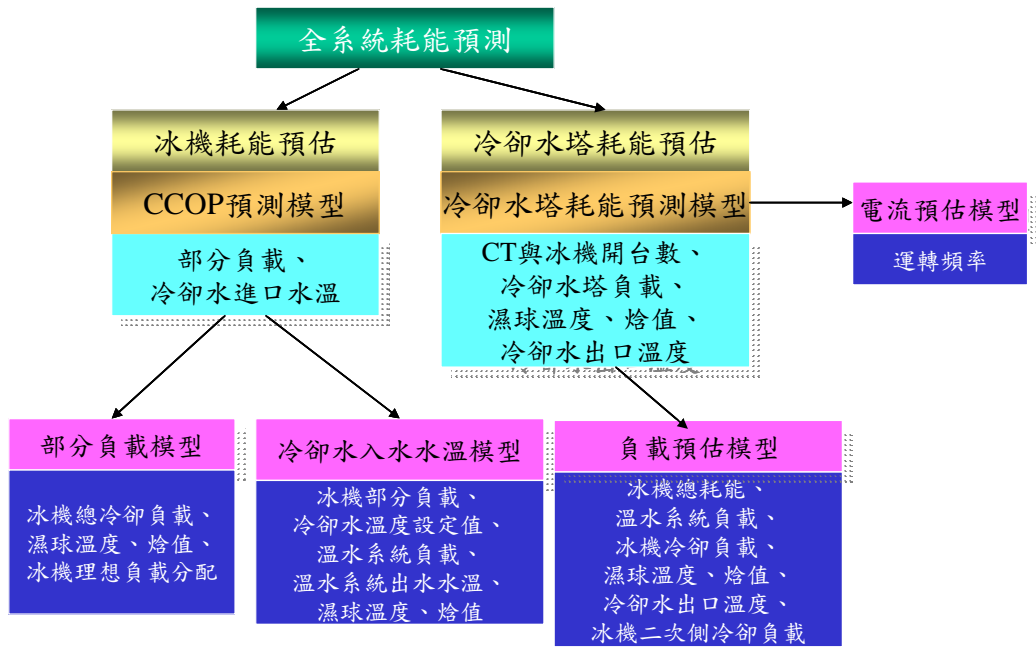 全系統耗能預測
冰機耗能預估
CCOP預測模型
部分負載、
冷卻水進口水溫
冷卻水塔耗能預估
冷卻水塔耗能預測模型
CT與冰機開台數、
冷卻水塔負載、
濕球溫度、焓值、
冷卻水出口溫度
電流預估模型
運轉頻率
部分負載模型
冰機總冷卻負載、
濕球溫度、焓值、
冰機理想負載分配
冷卻水入水水溫模型
冰機部分負載、
冷卻水溫度設定值、
溫水系統負載、
溫水系統出水水溫、
濕球溫度、焓值
負載預估模型
冰機總耗能、
溫水系統負載、
冰機冷卻負載、
濕球溫度、焓值、
冷卻水出口溫度、
冰機二次側冷卻負載